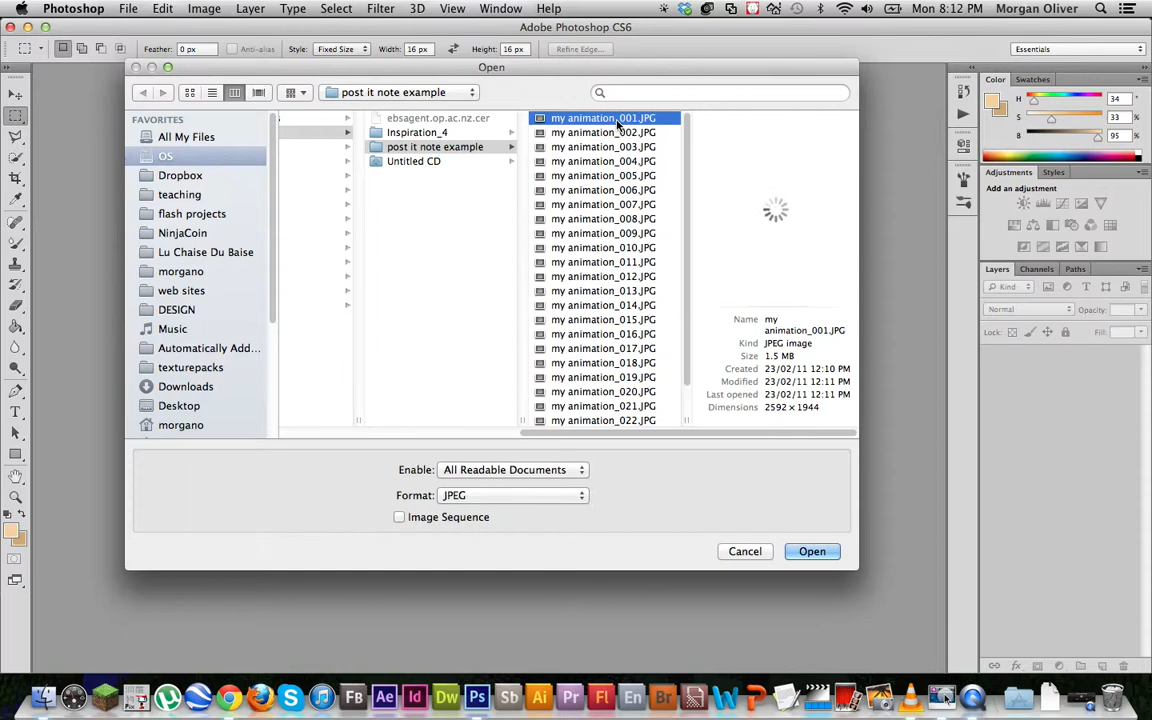 Photoshop File Edit Image Layer Type Select Filter 3D View Window Help Mon 8:12 PM Morgan Oliver
Adobe Photoshop CS6
Feather: 0 px Anti-alias Style: Fixed Size Width: 16 px Height: 16 px Refine Edge... Essentials
Open
post it note example
FAVORITES
All My Files
OS
Dropbox
teaching
flash projects
NinjaCoin
Lu Chaise Du Baise
morgano
web sites
DESIGN
Music
Automatically Add...
texturepacks
Downloads
Desktop
morgano
ebsagent.op.ac.nz.cer
Inspiration_4
post it note example
Untitled CD
my animation_001.JPG
my animation_002.JPG
my animation_003.JPG
my animation_004.JPG
my animation_005.JPG
my animation_006.JPG
my animation_007.JPG
my animation_008.JPG
my animation_009.JPG
my animation_010.JPG
my animation_011.JPG
my animation_012.JPG
my animation_013.JPG
my animation_014.JPG
my animation_015.JPG
my animation_016.JPG
my animation_017.JPG
my animation_018.JPG
my animation_019.JPG
my animation_020.JPG
my animation_021.JPG
my animation_022.JPG
Name my
animation_001.JPG
Kind JPEG image
Size 1.5 MB
Created 23/02/11 12:10 PM
Modified 23/02/11 12:11 PM
Last opened 23/02/11 12:11 PM
Dimensions 2592 × 1944
Enable: All Readable Documents
Format: JPEG
Image Sequence
Cancel Open
Color Swatches
H 34
S 33
B 95
Adjustments Styles
Add an adjustment
Layers Channels Paths
Kind
Normal Opacity:
Lock: Fill:
FB Ae Id Dw Ps Sb Ai Pr Fl En Br